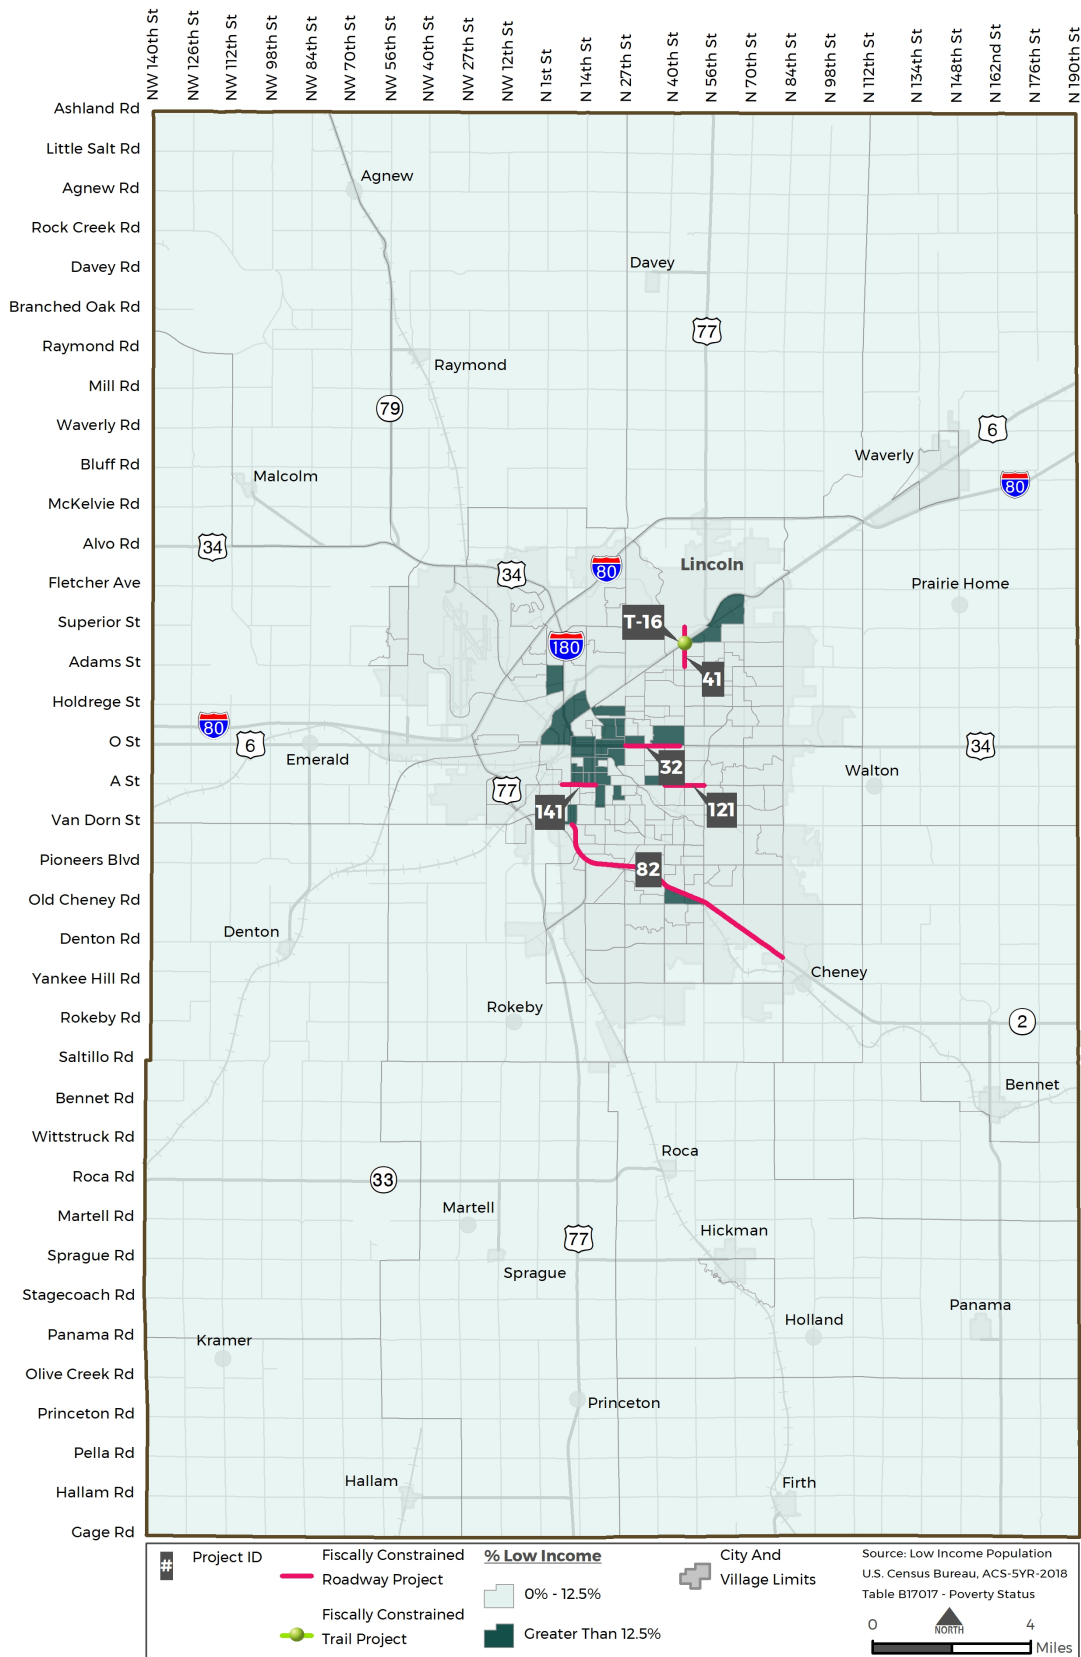 NW 140th St
NW 126th St
NW 112th St
NW 98th St
NW 84th St
NW 70th St
NW 56th St
NW 40th St
NW 27th St
NW 12th St
N 1st St
N 14th St
N 27th St
N 40th St
N 56th St
N 70th St
N 84th St
N 98th St
N 112th St
N 134th St
N 148th St
N 162nd St
N 176th St
N 190th St
Ashland Rd
Little Salt Rd
Agnew Rd
Rock Creek Rd
Davey Rd
Branched Oak Rd
Raymond Rd
Mill Rd
Waverly Rd
Bluff Rd
McKelvie Rd
Alvo Rd
Fletcher Ave
Superior St
Adams St
Holdrege St
O St
A St
Van Dorn St
Pioneers Blvd
Old Cheney Rd
Denton Rd
Yankee Hill Rd
Rokeby Rd
Saltillo Rd
Bennet Rd
Wittstruck Rd
Roca Rd
Martell Rd
Sprague Rd
Stagecoach Rd
Panama Rd
Olive Creek Rd
Princeton Rd
Pella Rd
Hallam Rd
Gage Rd
Agnew
Davey
77
Raymond
79
6
Waverly
Malcolm
80
34
34
80
Lincoln
Prairie Home
T-16
180
41
80
6
Emerald
34
32
Walton
77
141
121
82
Denton
Cheney
Rokeby
2
Bennet
Roca
33
Martell
Hickman
77
Sprague
Panama
Holland
Kramer
Princeton
Hallam
Firth
# Project ID
Fiscally Constrained
Roadway Project
Fiscally Constrained
Trail Project
% Low Income
0% - 12.5%
Greater Than 12.5%
City And
Village Limits
Source: Low Income Population
U.S. Census Bureau, ACS-5YR-2018
Table B17017 - Poverty Status
0 NORTH 4
Miles